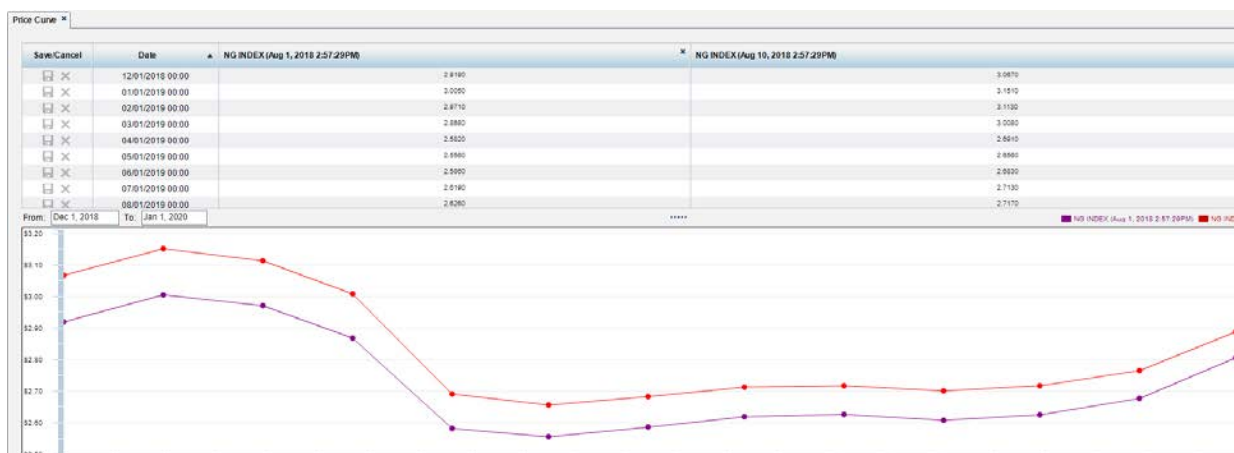 Price Curve ×
Save/Cancel Date ▲ NG INDEX (Aug 1, 2018 2:57:29PM) × NG INDEX (Aug 10, 2018 2:57:29PM)
12/01/2018 00:00 2.9190 3.0670
01/01/2019 00:00 3.0050 3.1510
02/01/2019 00:00 2.9710 3.1130
03/01/2019 00:00 2.8680 3.0080
04/01/2019 00:00 2.5820 2.6910
05/01/2019 00:00 2.5560 2.6560
06/01/2019 00:00 2.5860 2.6830
07/01/2019 00:00 2.6190 2.7130
08/01/2019 00:00 2.6260 2.7170
From: Dec 1, 2018 To: Jan 1, 2020
NG INDEX (Aug 1, 2018 2:57:29PM) NG IND
$3.20
$3.10
$3.00
$2.90
$2.80
$2.70
$2.60